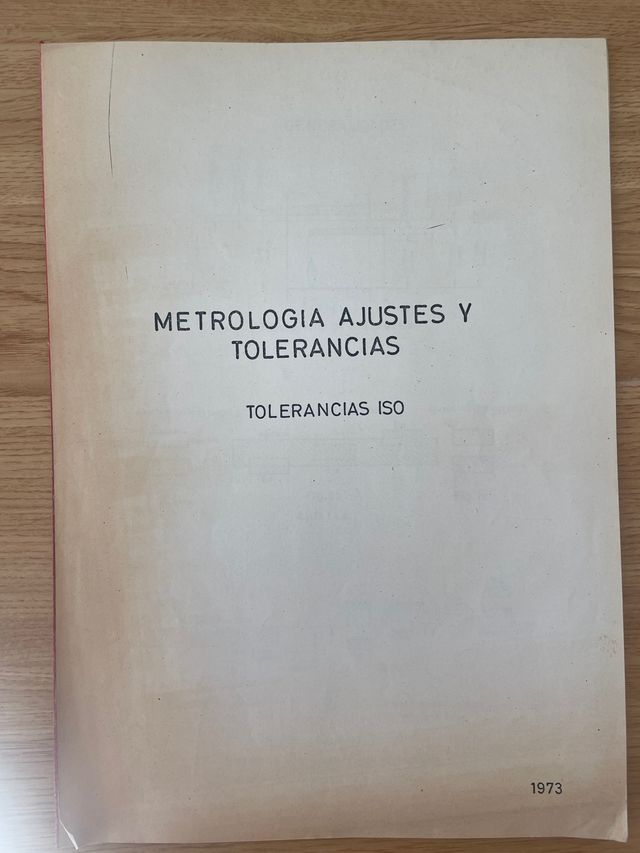 METROLOGIA AJUSTES Y
TOLERANCIAS
TOLERANCIAS ISO
1973